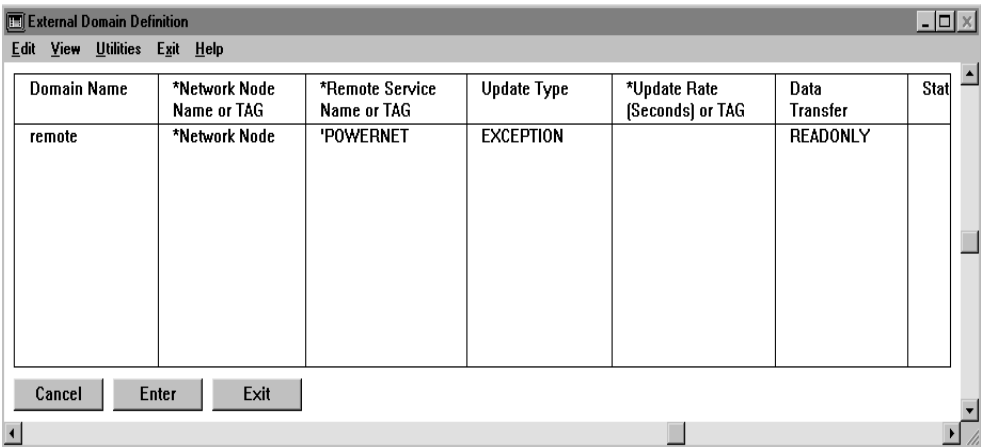 External Domain Definition
Edit View Utilities Exit Help
Domain Name *Network Node Name or TAG *Remote Service Name or TAG Update Type *Update Rate (Seconds) or TAG Data Transfer Stat
remote *Network Node 'POWERNET EXCEPTION READONLY
Cancel Enter Exit